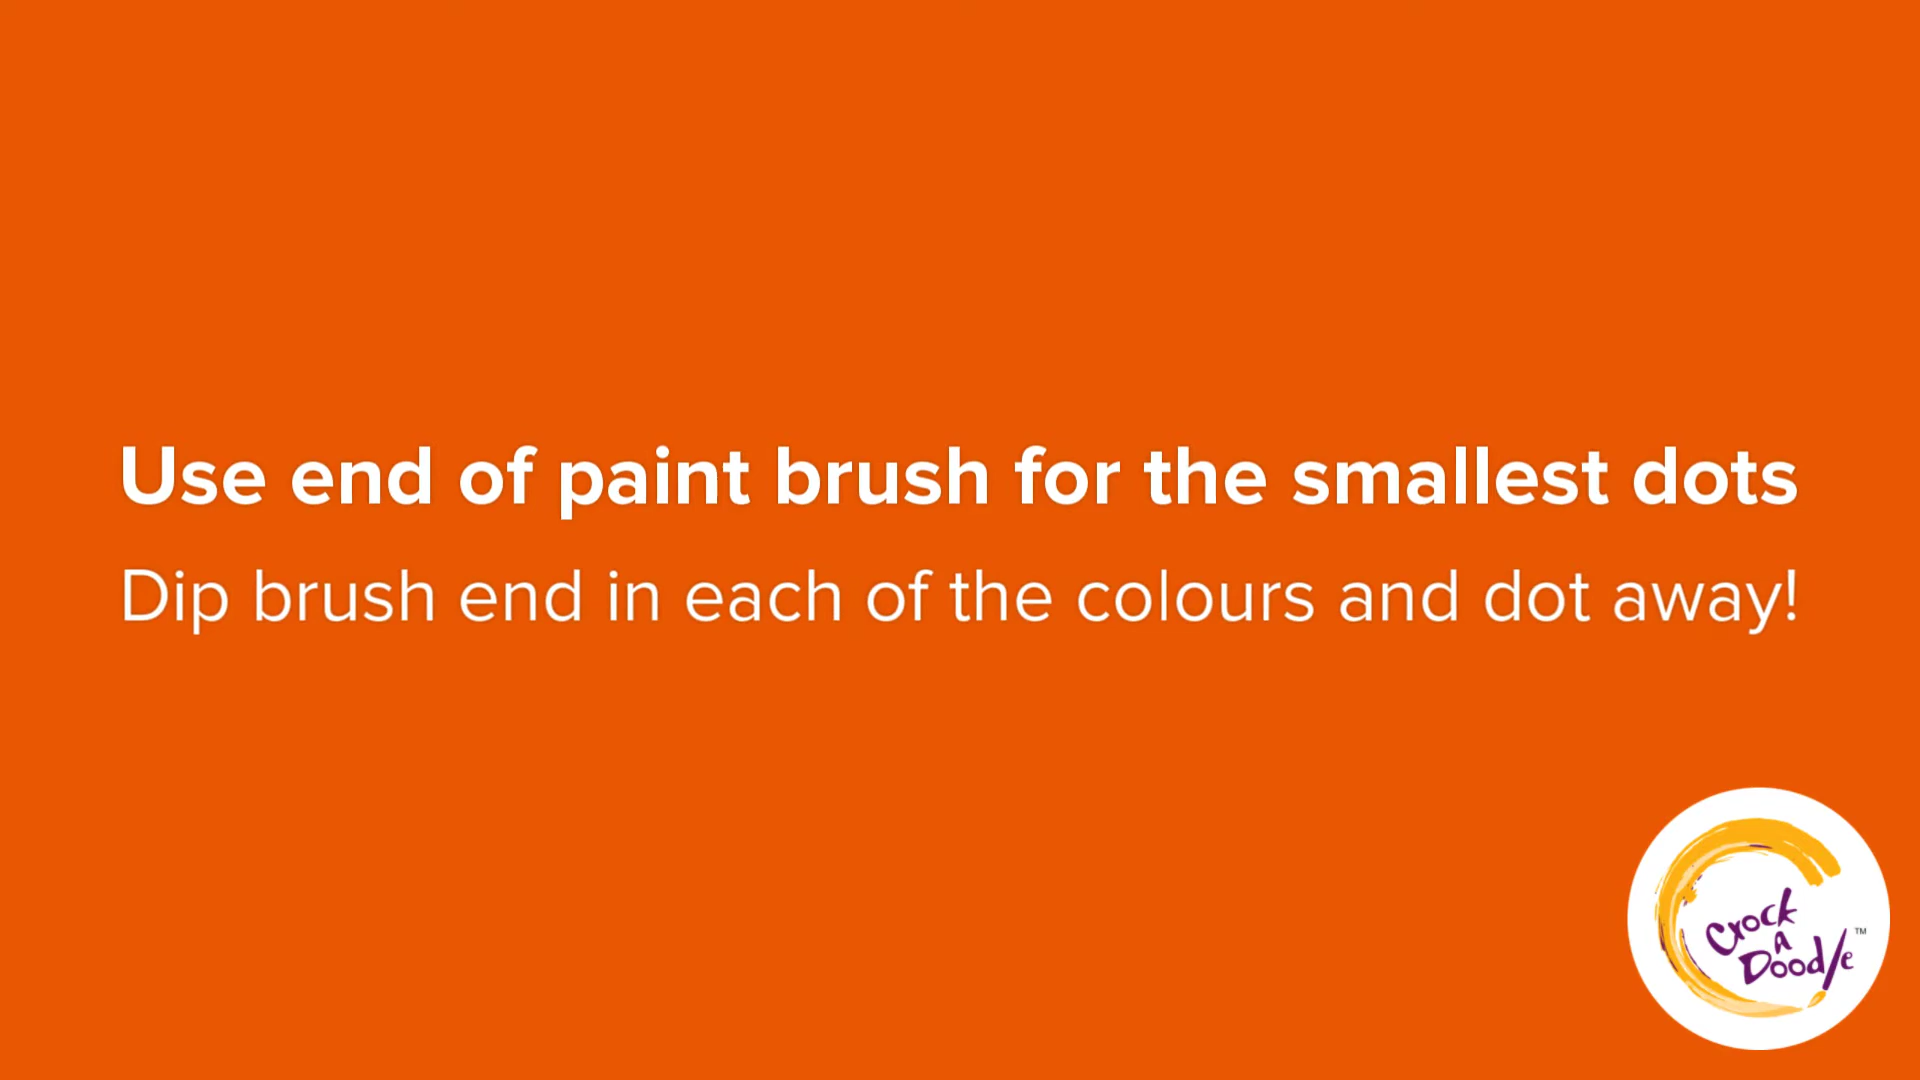 Use end of paint brush for the smallest dots
Dip brush end in each of the colours and dot away!
Crock
a
Doodle
TM